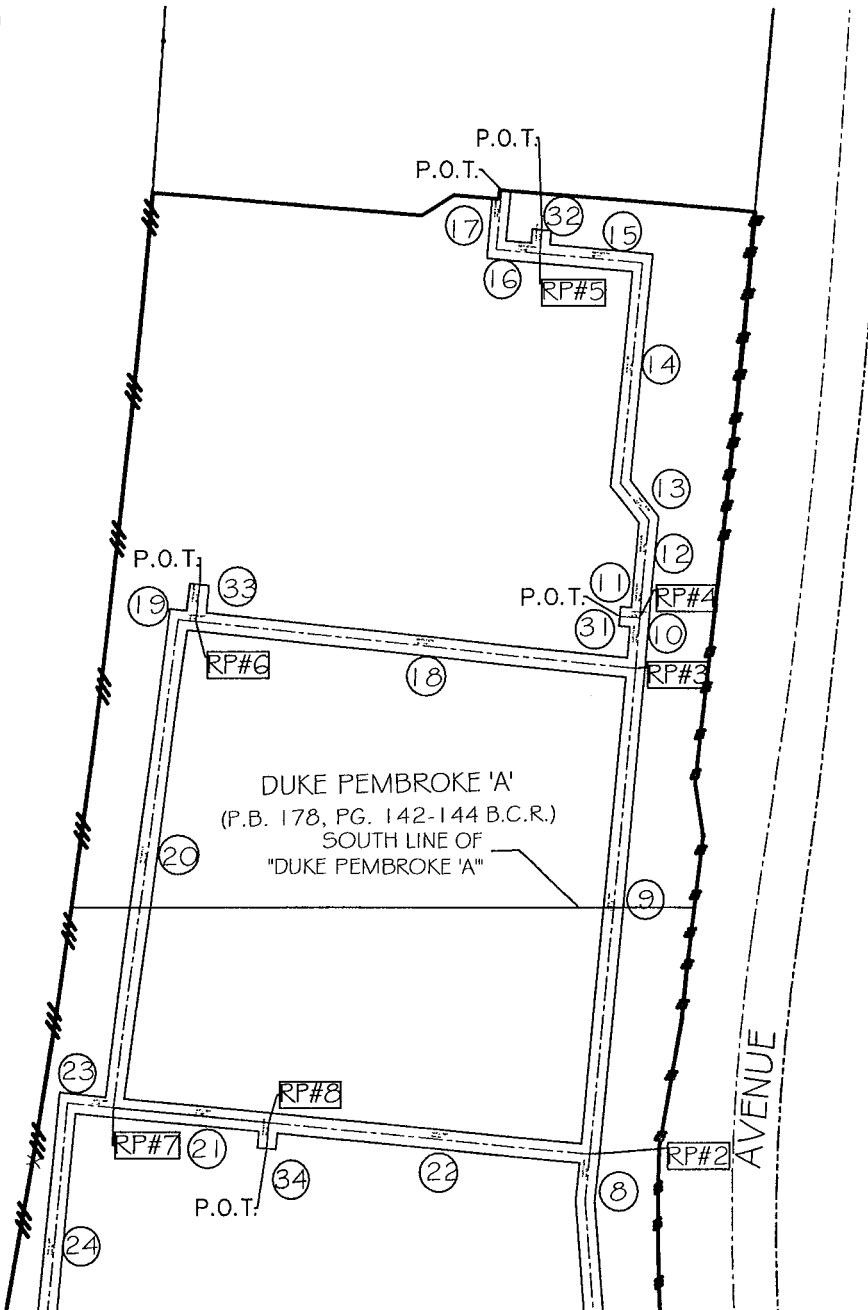 P.O.T.
P.O.T.
32
17
15
16
RP#5
14
13
12
P.O.T.
33
11
19
P.O.T.
RP#4
31
10
RP#6
18
RP#3
DUKE PEMBROKE 'A'
(P.B. 178, PG. 142-144 B.C.R.)
SOUTH LINE OF
"DUKE PEMBROKE 'A'"
20
9
AVENUE
23
RP#8
RP#7
21
22
RP#2
34
8
P.O.T.
24